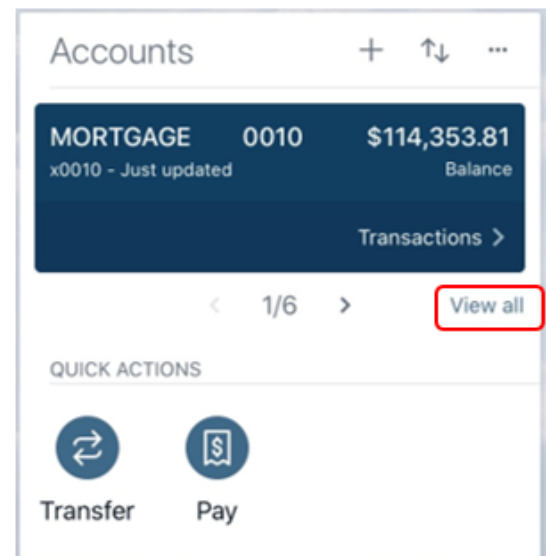 Accounts
MORTGAGE 0010 $114,353.81
x0010 - Just updated Balance
Transactions >
< 1/6 > View all
QUICK ACTIONS
$
Transfer Pay